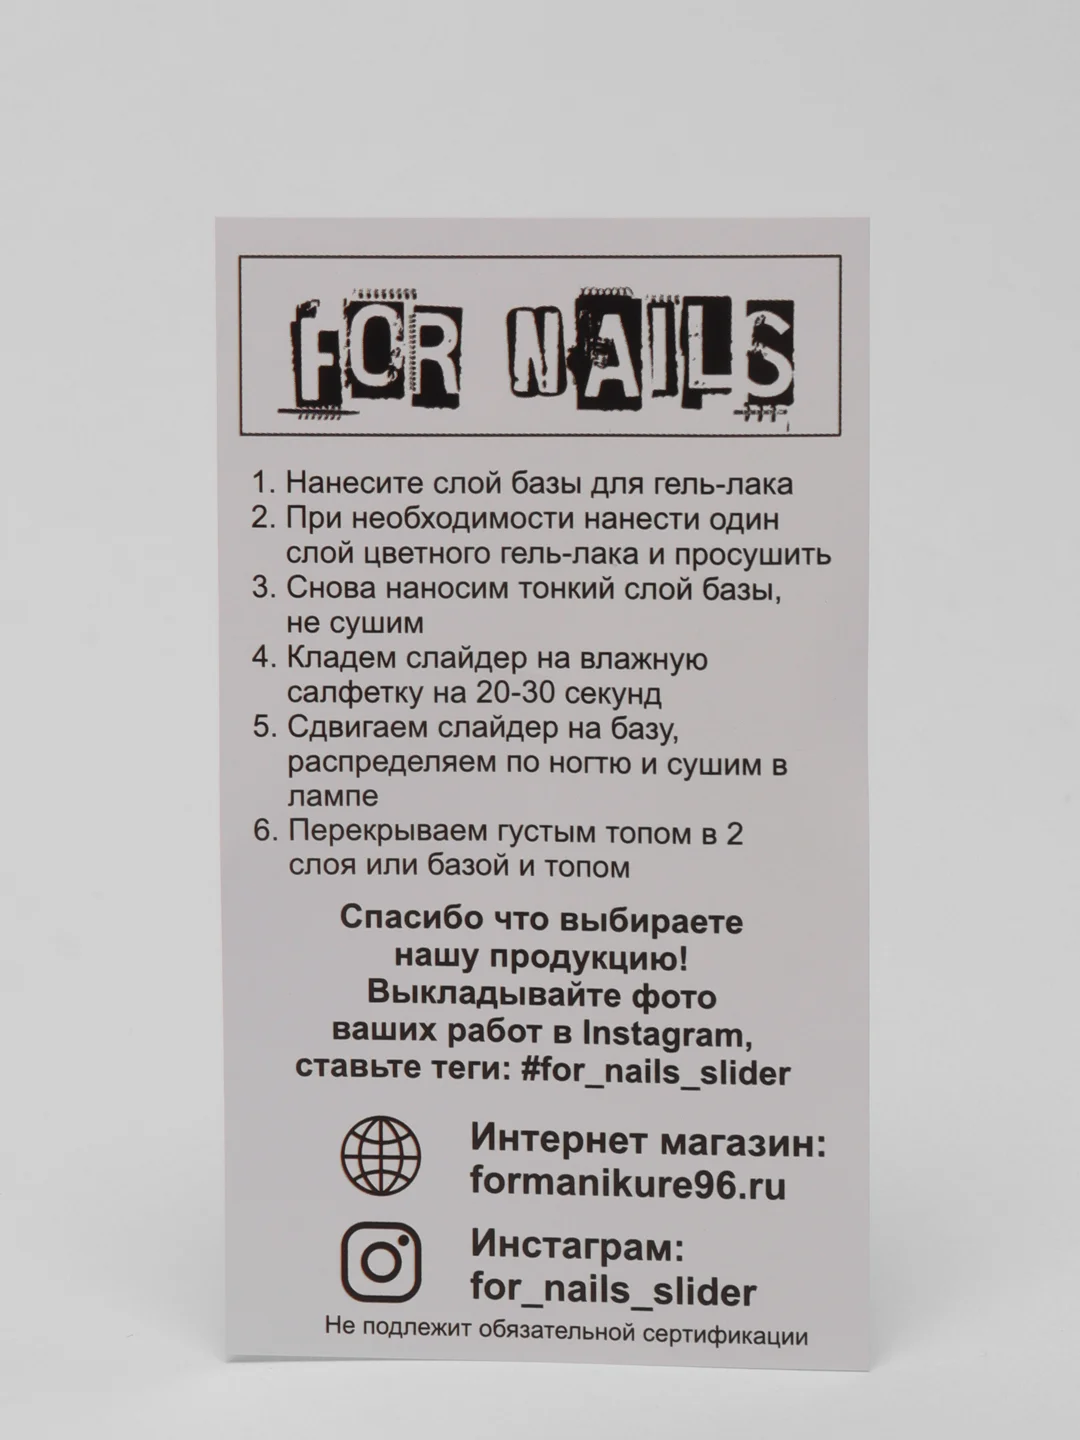 FOR NAILS
1. Нанесите слой базы для гель-лака
2. При необходимости нанести один
слой цветного гель-лака и просушить
3. Снова наносим тонкий слой базы,
не сушим
4. Кладем слайдер на влажную
салфетку на 20-30 секунд
5. Сдвигаем слайдер на базу,
распределяем по ногтю и сушим в
лампе
6. Перекрываем густым топом в 2
слоя или базой и топом
Спасибо что выбираете
нашу продукцию!
Выкладывайте фото
ваших работ в Instagram,
ставьте теги: #for_nails_slider
Интернет магазин:
formanikure96.ru
Инстаграм:
for_nails_slider
Не подлежит обязательной сертификации